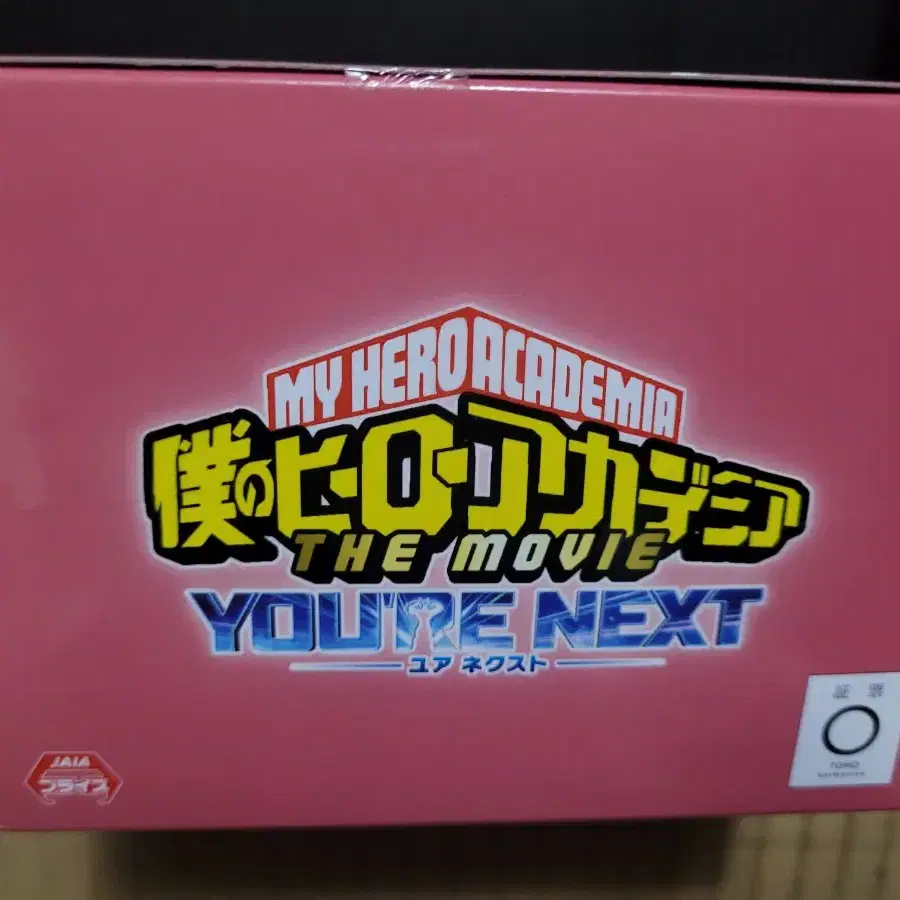 MY HERO ACADEMIA
僕のヒーローアカデミア
THE MOVIE
YOU'RE NEXT
ユア ネクスト
JAIA
プライズ
証票
TOHO